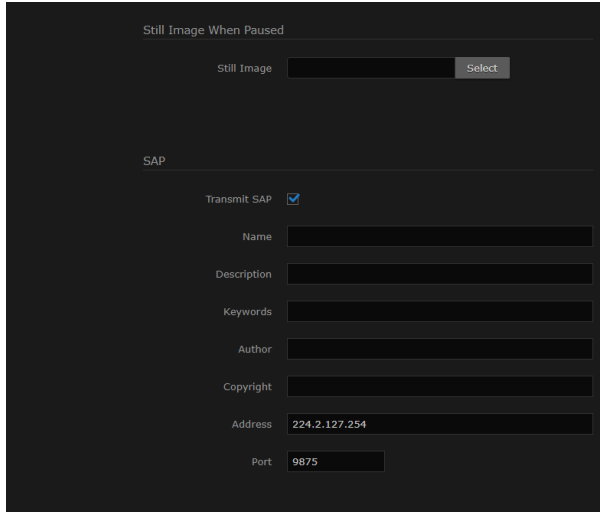 Still Image When Paused
Still Image Select
SAP
Transmit SAP
Name
Description
Keywords
Author
Copyright
Address 224.2.127.254
Port 9875